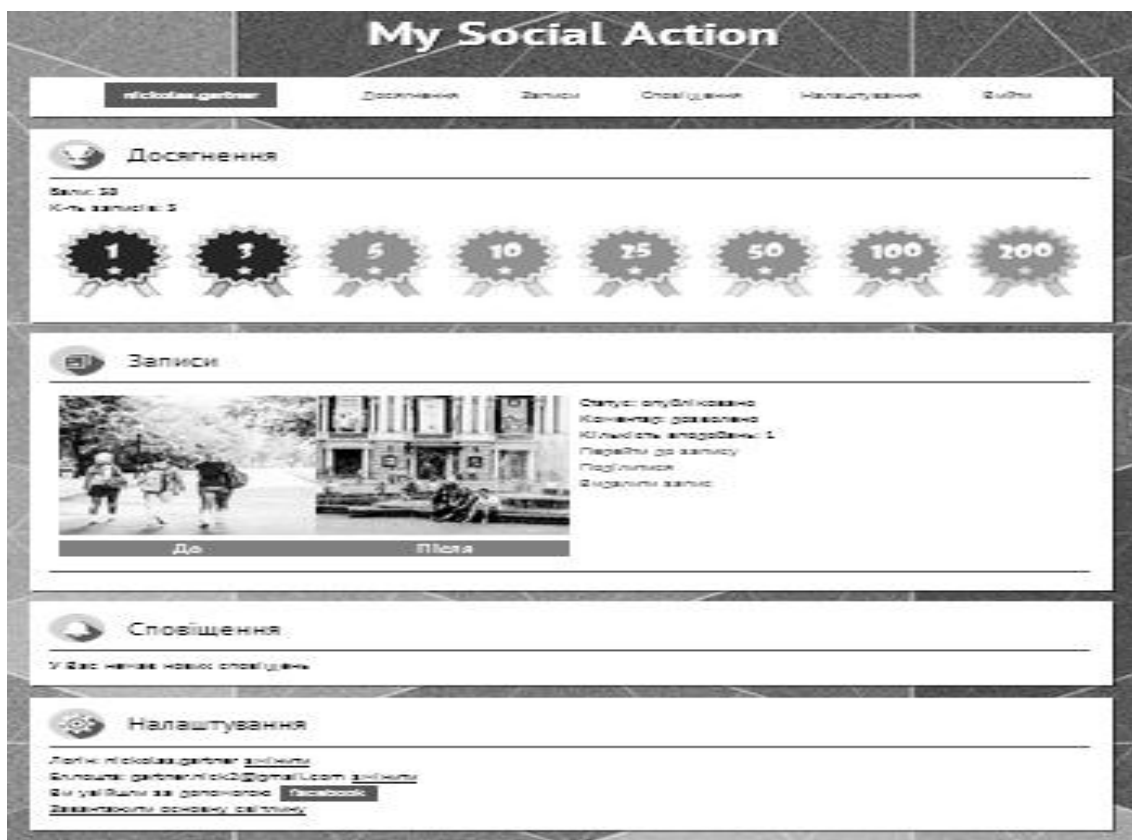 My Social Action
nickolas.gartner Досягнення Записи Сповіщення Налаштування Вийти
Досягнення
Бали: 30
К-ть записів: 3
1 3 5 10 25 50 100 200
Записи
Статус: опубліковано
Коментар: дозволено
Кількість вподобань: 1
Перейти до запису
Поділитися
Видалити запис
До Після
Сповіщення
У Вас немає нових сповіщень
Налаштування
Логін: nickolas.gartner змінити
Ел.пошта: gartner.nick2@gmail.com змінити
Ви увійшли за допомогою facebook
Завантажити основну світлину